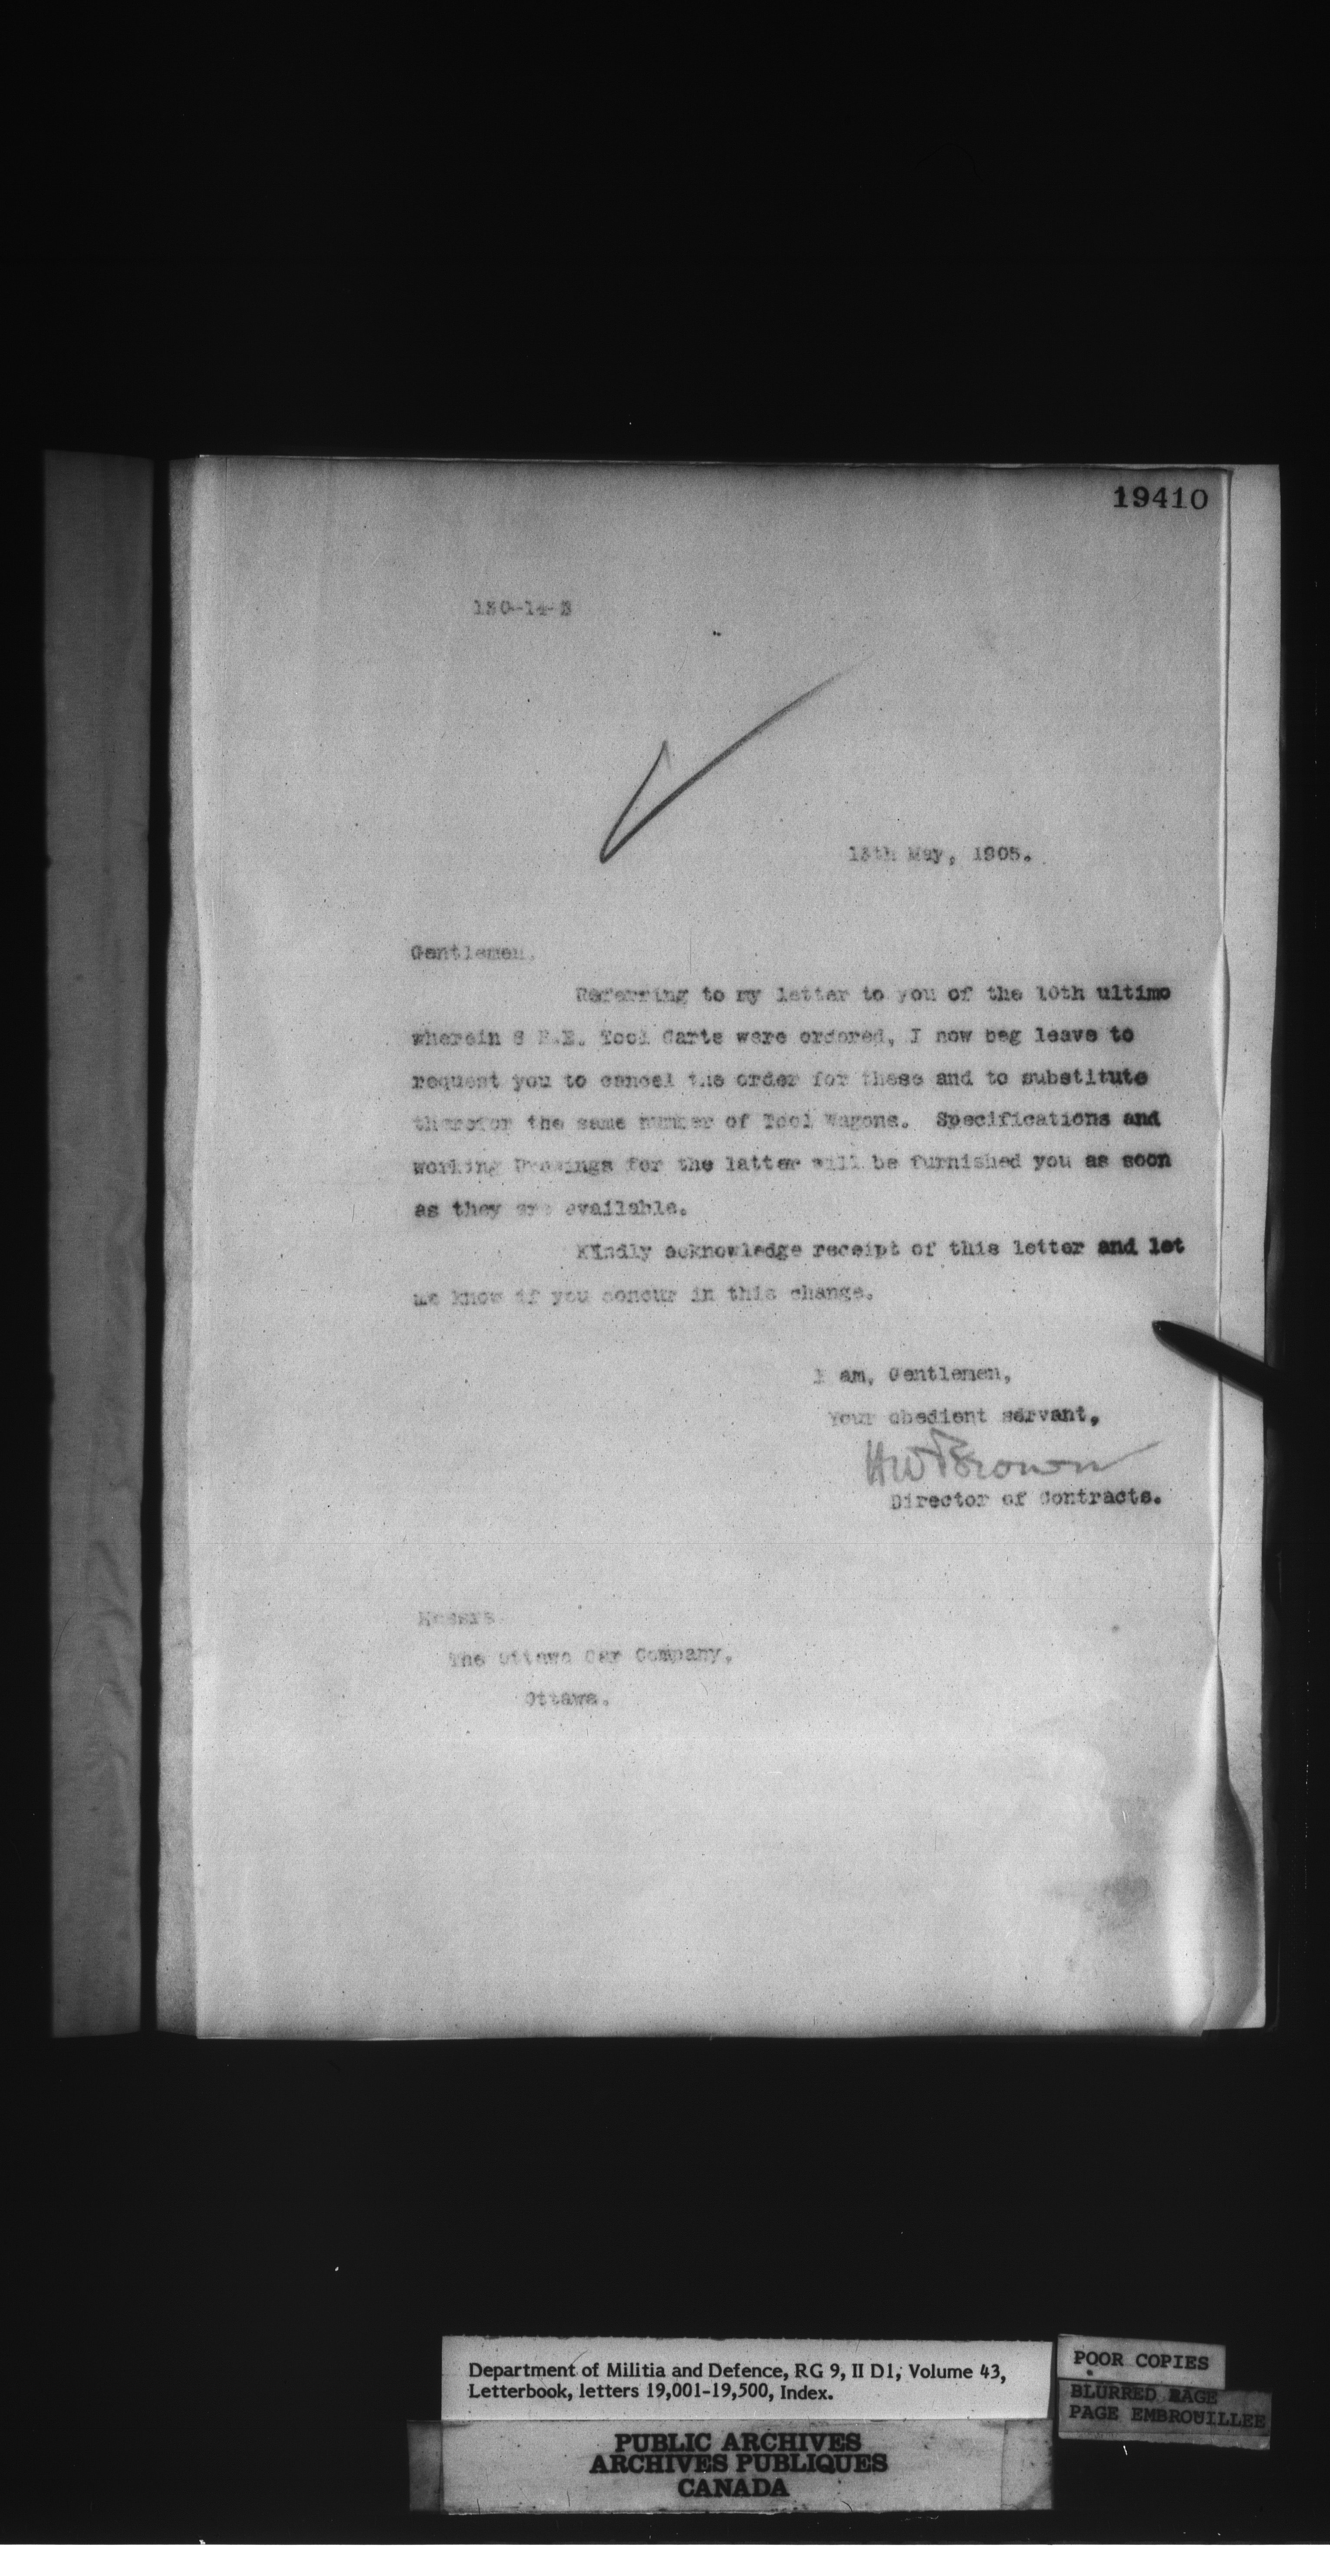 19410
130-14-3
13th May, 1905.
Gentlemen,
Referring to my letter to you of the 10th ultimo
wherein 8 R.E. Tool Carts were ordered, I now beg leave to
request you to cancel the order for these and to substitute
therefor the same number of Tool Wagons. Specifications and
working Drawings for the latter will be furnished you as soon
as they are available.
Kindly acknowledge receipt of this letter and let
me know if you concur in this change.
I am, Gentlemen,
Your obedient servant,
HW Brown
Director of Contracts.
Messrs
The Ottawa Car Company,
Ottawa.
Department of Militia and Defence, RG 9, II D1, Volume 43,
Letterbook, letters 19,001-19,500, Index.
POOR COPIES
BLURRED PAGE
PAGE EMBROUILLEE
PUBLIC ARCHIVES
ARCHIVES PUBLIQUES
CANADA